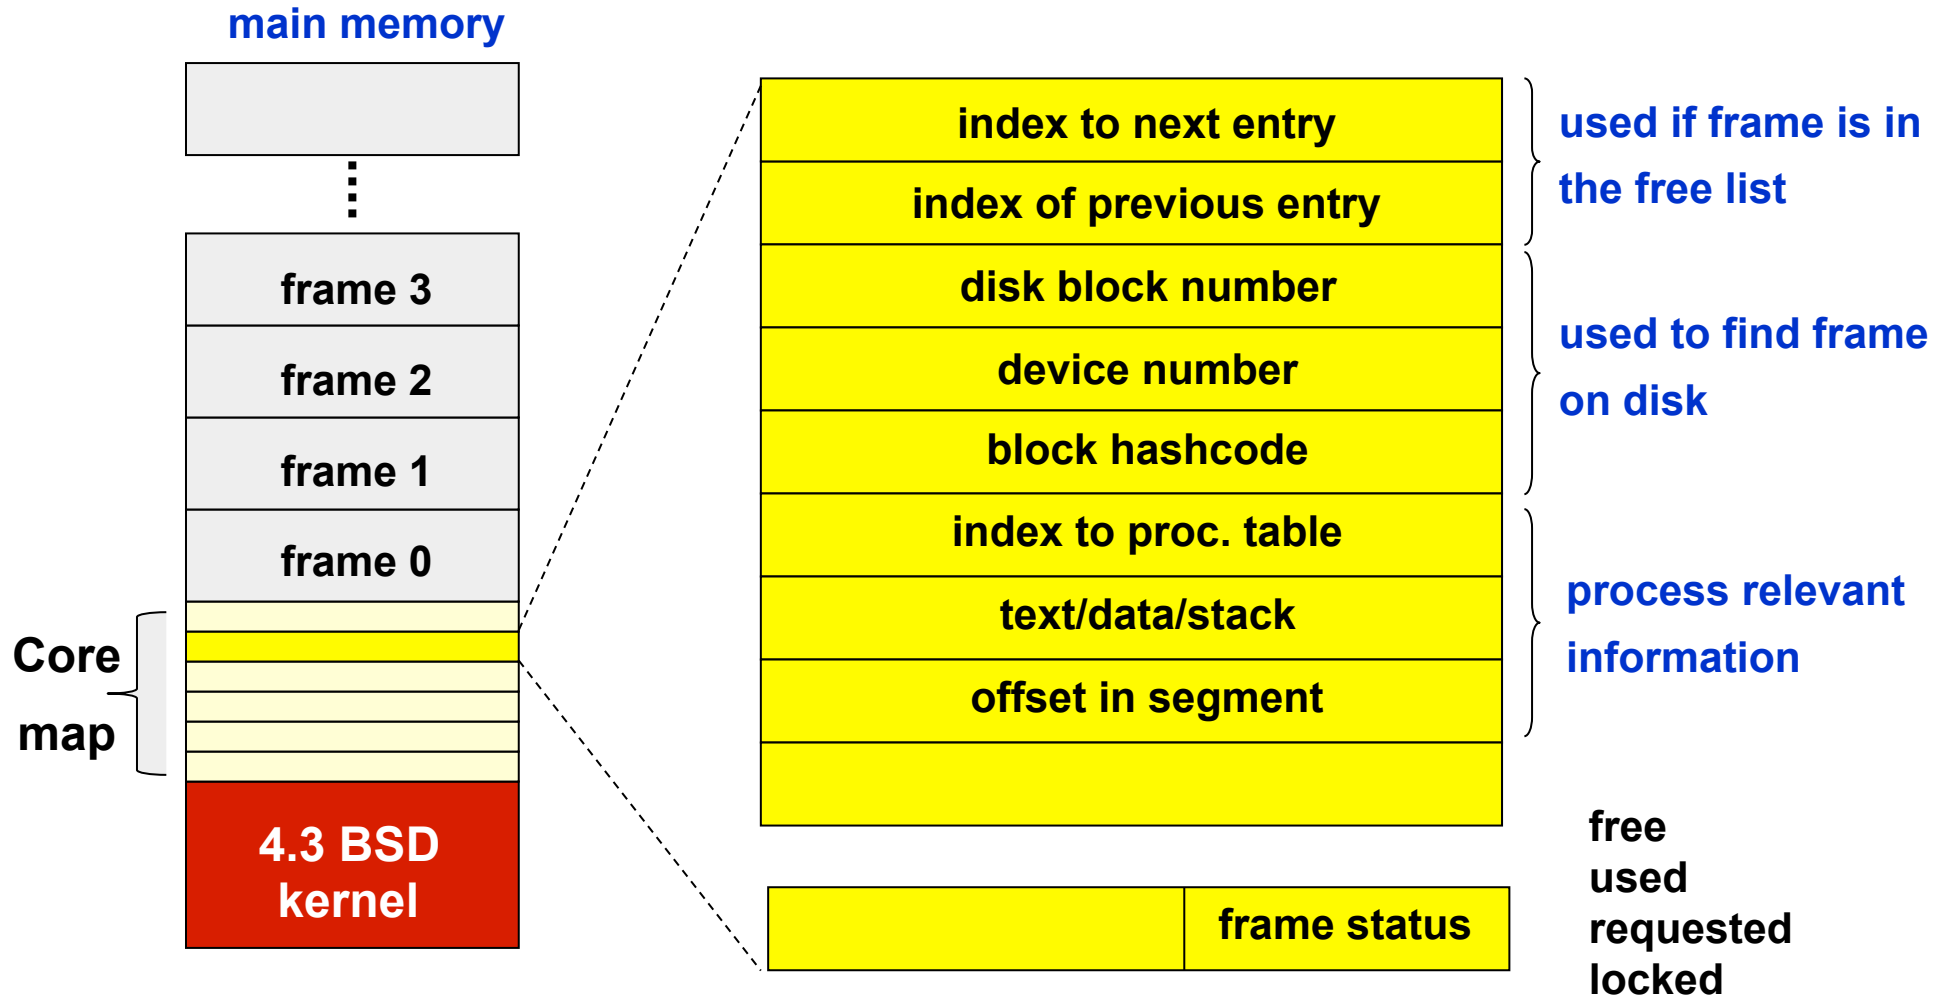 main memory
frame 3
frame 2
frame 1
frame 0
Core
map
4.3 BSD
kernel
index to next entry
index of previous entry
disk block number
device number
block hashcode
index to proc. table
text/data/stack
offset in segment
frame status
used if frame is in
the free list
used to find frame
on disk
process relevant
information
free
used
requested
locked